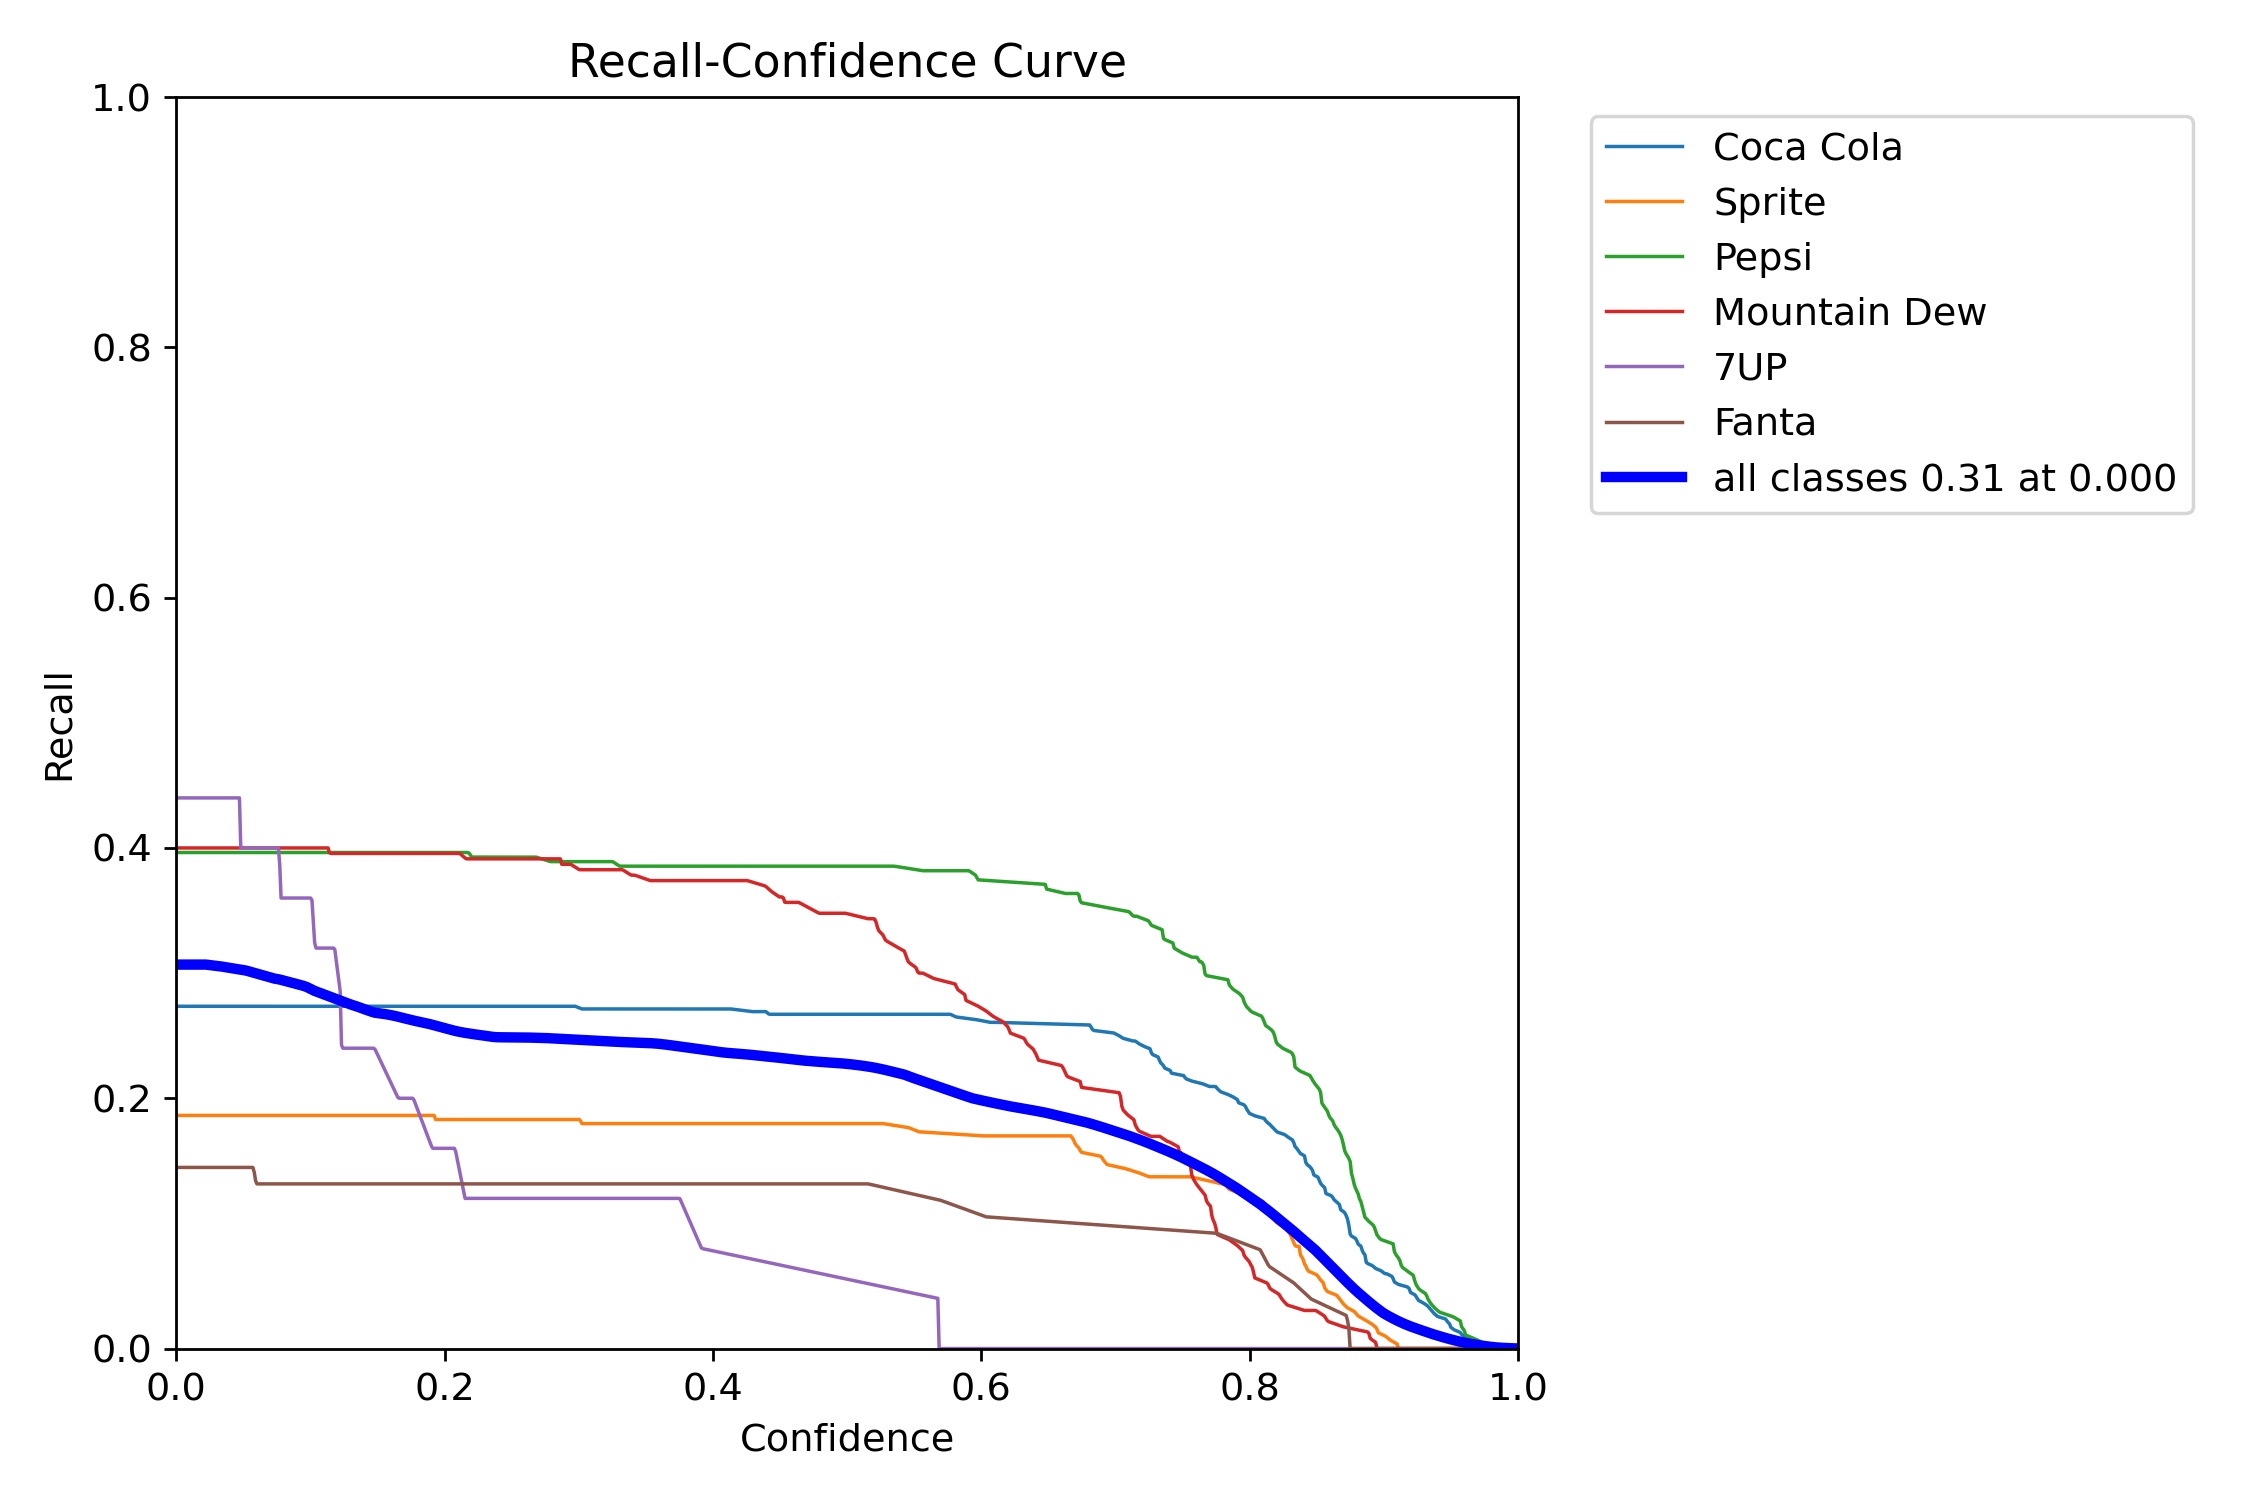 Recall-Confidence Curve
1.0
0.8
0.6
0.4
0.2
0.0
Recall
0.0 0.2 0.4 0.6 0.8 1.0
Confidence
Coca Cola
Sprite
Pepsi
Mountain Dew
7UP
Fanta
all classes 0.31 at 0.000